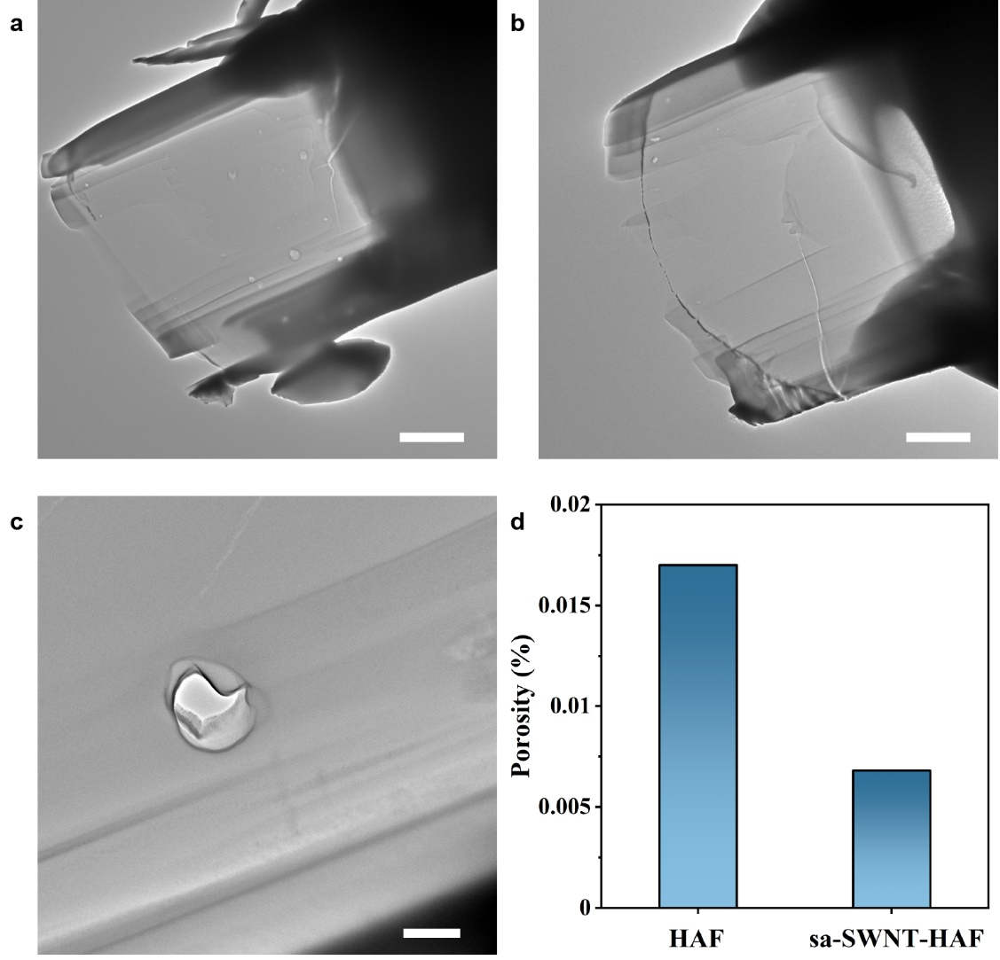 a
b
c
d
0.02
0.015
0.01
0.005
0
Porosity (%)
HAF
sa-SWNT-HAF